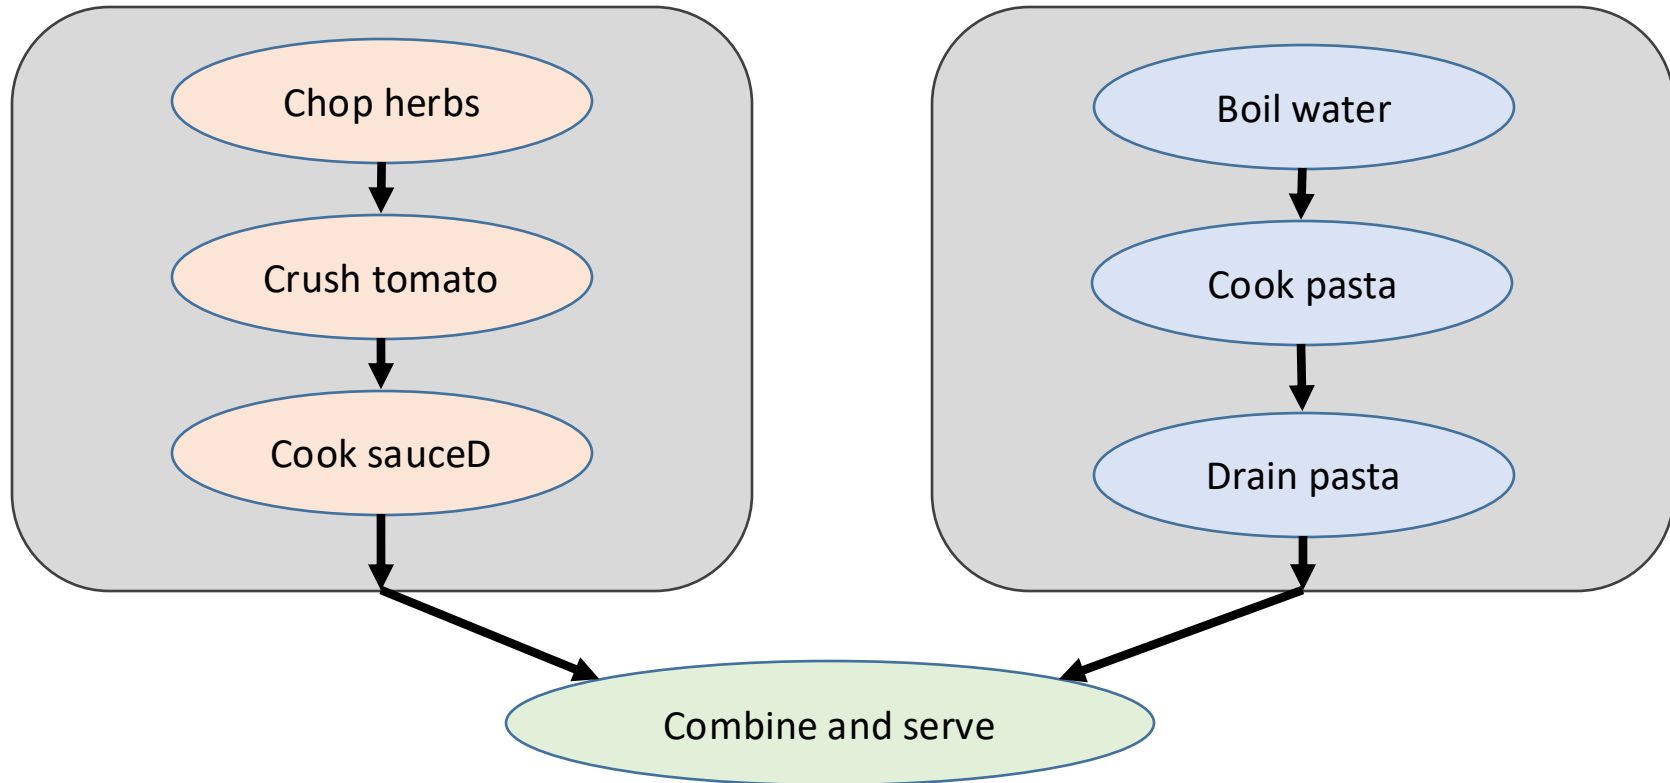 Chop herbs
Crush tomato
Cook sauceD
Boil water
Cook pasta
Drain pasta
Combine and serve